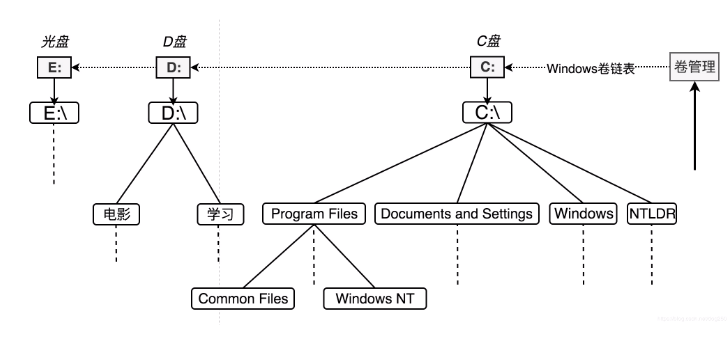 光盘
D盘
C盘
E:
D:
C:
Windows卷链表
卷管理
E:\
D:\
C:\
电影
学习
Program Files
Documents and Settings
Windows
NTLDR
Common Files
Windows NT